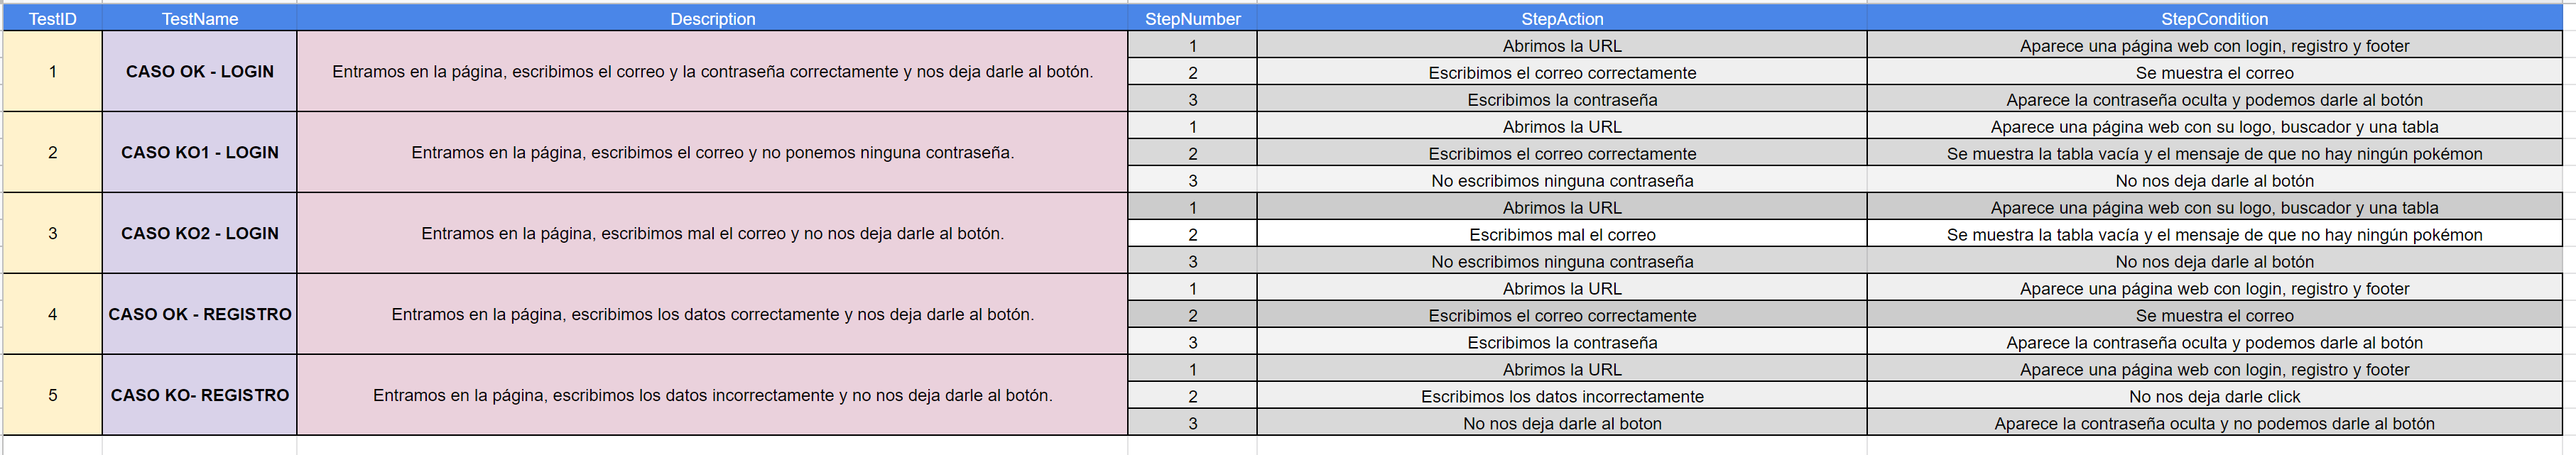 TestID TestName Description StepNumber StepAction StepCondition
1 CASO OK - LOGIN Entramos en la página, escribimos el correo y la contraseña correctamente y nos deja darle al botón.
1 Abrimos la URL Aparece una página web con login, registro y footer
2 Escribimos el correo correctamente Se muestra el correo
3 Escribimos la contraseña Aparece la contraseña oculta y podemos darle al botón
2 CASO KO1 - LOGIN Entramos en la página, escribimos el correo y no ponemos ninguna contraseña.
1 Abrimos la URL Aparece una página web con su logo, buscador y una tabla
2 Escribimos el correo correctamente Se muestra la tabla vacía y el mensaje de que no hay ningún pokémon
3 No escribimos ninguna contraseña No nos deja darle al botón
3 CASO KO2 - LOGIN Entramos en la página, escribimos mal el correo y no nos deja darle al botón.
1 Abrimos la URL Aparece una página web con su logo, buscador y una tabla
2 Escribimos mal el correo Se muestra la tabla vacía y el mensaje de que no hay ningún pokémon
3 No escribimos ninguna contraseña No nos deja darle al botón
4 CASO OK - REGISTRO Entramos en la página, escribimos los datos correctamente y nos deja darle al botón.
1 Abrimos la URL Aparece una página web con login, registro y footer
2 Escribimos el correo correctamente Se muestra el correo
3 Escribimos la contraseña Aparece la contraseña oculta y podemos darle al botón
5 CASO KO- REGISTRO Entramos en la página, escribimos los datos incorrectamente y no nos deja darle al botón.
1 Abrimos la URL Aparece una página web con login, registro y footer
2 Escribimos los datos incorrectamente No nos deja darle click
3 No nos deja darle al boton Aparece la contraseña oculta y no podemos darle al botón